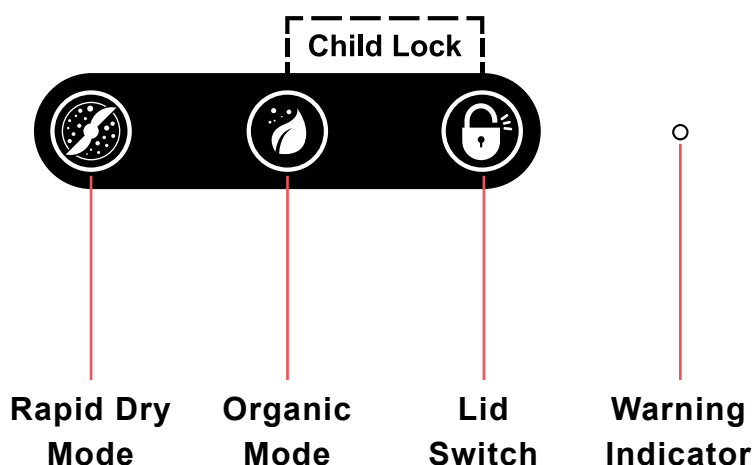 Child Lock
Rapid Dry Mode
Organic Mode
Lid Switch
Warning Indicator